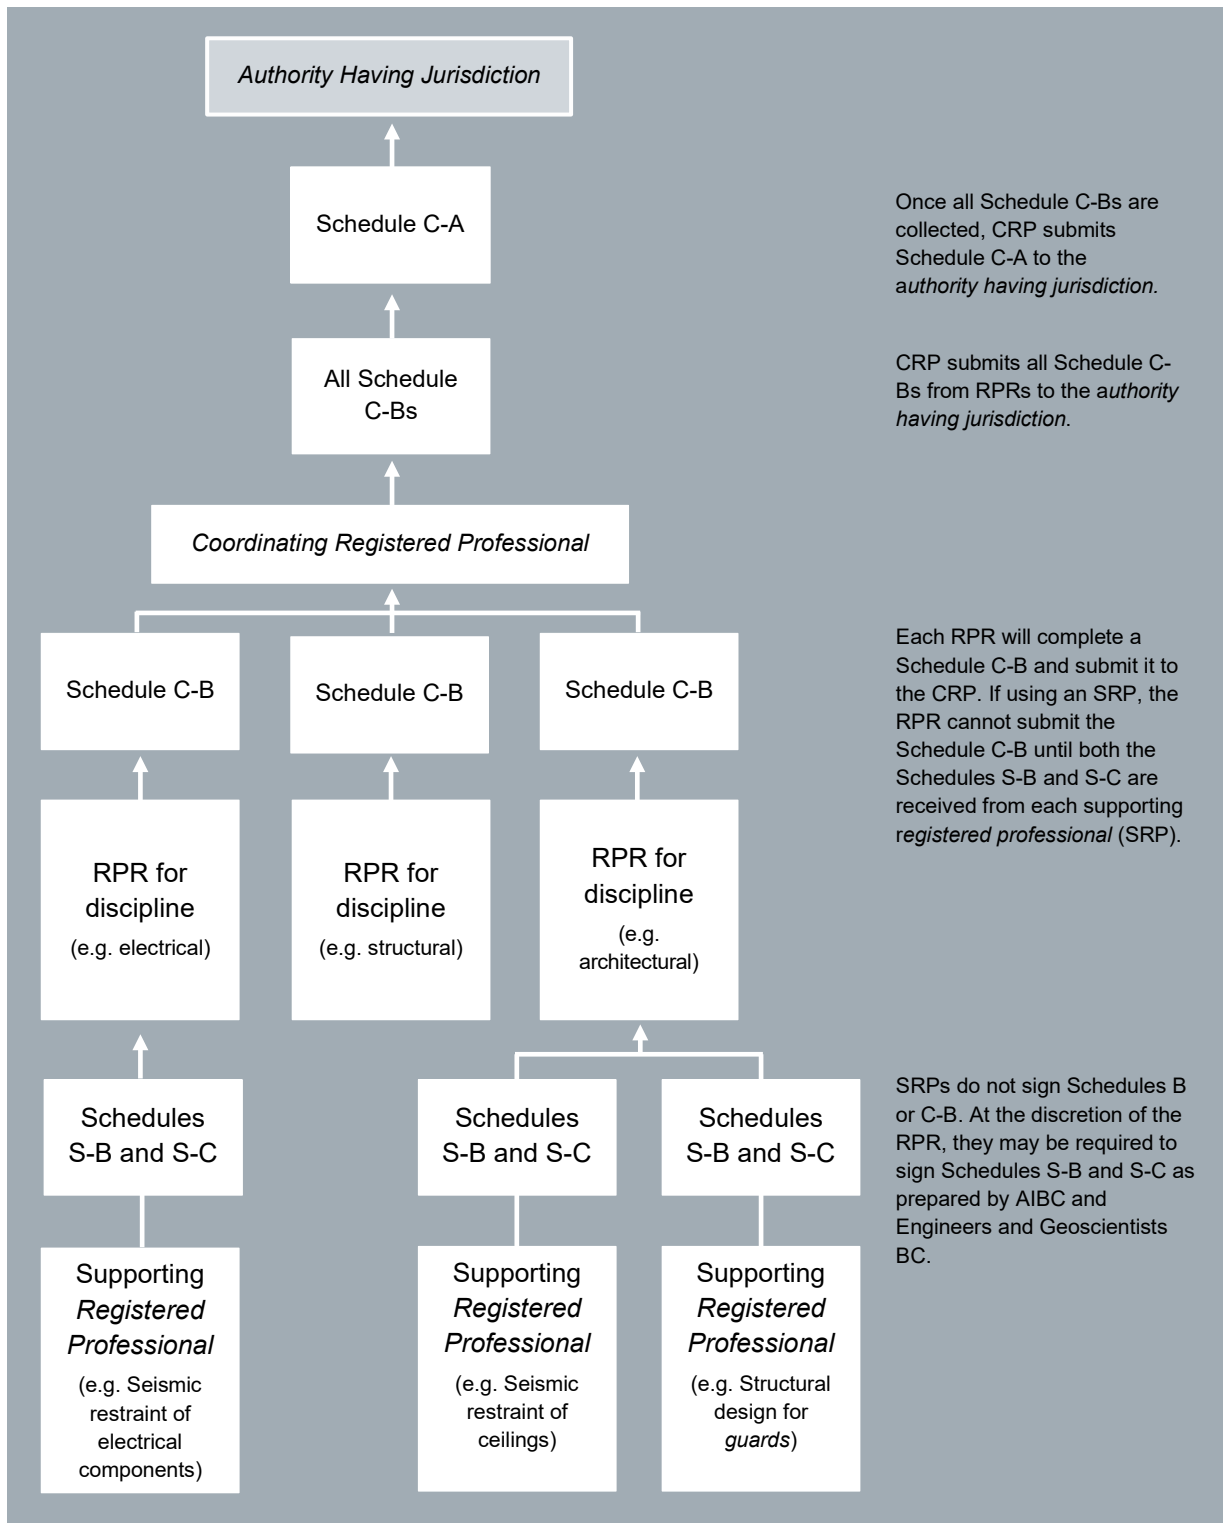 Authority Having Jurisdiction
Schedule C-A
Once all Schedule C-Bs are
collected, CRP submits
Schedule C-A to the
authority having jurisdiction.
All Schedule
C-Bs
CRP submits all Schedule C-
Bs from RPRs to the authority
having jurisdiction.
Coordinating Registered Professional
Schedule C-B
Schedule C-B
Schedule C-B
Each RPR will complete a
Schedule C-B and submit it to
the CRP. If using an SRP, the
RPR cannot submit the
Schedule C-B until both the
Schedules S-B and S-C are
received from each supporting
registered professional (SRP).
RPR for
discipline
(e.g. electrical)
RPR for
discipline
(e.g. structural)
RPR for
discipline
(e.g.
architectural)
Schedules
S-B and S-C
Schedules
S-B and S-C
Schedules
S-B and S-C
SRPs do not sign Schedules B
or C-B. At the discretion of the
RPR, they may be required to
sign Schedules S-B and S-C as
prepared by AIBC and
Engineers and Geoscientists
BC.
Supporting
Registered
Professional
(e.g. Seismic
restraint of
electrical
components)
Supporting
Registered
Professional
(e.g. Seismic
restraint of
ceilings)
Supporting
Registered
Professional
(e.g. Structural
design for
guards)